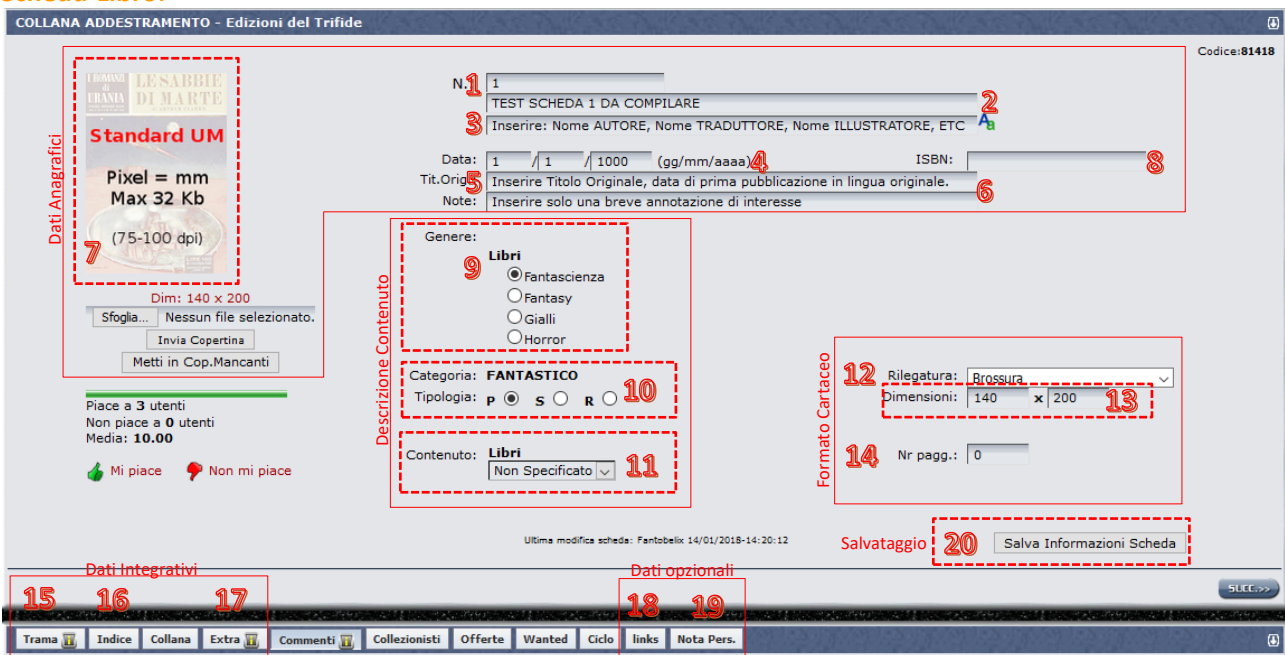 Scheda Libro:
COLLANA ADDESTRAMENTO - Edizioni del Trifide
Codice:81418
Dati Anagrafici
I ROMANZI di URANIA
LE SABBIE DI MARTE
Standard UM
Pixel = mm
Max 32 Kb
(75-100 dpi)
7
Dim: 140 x 200
Sfoglia... Nessun file selezionato.
Invia Copertina
Metti in Cop.Mancanti
N. 1 1
TEST SCHEDA 1 DA COMPILARE 2
3 Inserire: Nome AUTORE, Nome TRADUTTORE, Nome ILLUSTRATORE, ETC Aa
Data: 1 / 1 / 1000 (gg/mm/aaaa) 4 ISBN: 8
Tit.Orig. 5 Inserire Titolo Originale, data di prima pubblicazione in lingua originale. 6
Note: Inserire solo una breve annotazione di interesse
Descrizione Contenuto
Genere:
9 Libri
Fantascienza
Fantasy
Gialli
Horror
Categoria: FANTASTICO
Tipologia: P S R 10
Contenuto: Libri
Non Specificato 11
Piace a 3 utenti
Non piace a 0 utenti
Media: 10.00
Mi piace Non mi piace
Formato Cartaceo
12 Rilegatura: Brossura
Dimensioni: 140 x 200 13
14 Nr pagg.: 0
Ultima modifica scheda: Fantobelix 14/01/2018-14:20:12
Salvataggio 20 Salva Informazioni Scheda
Dati Integrativi Dati opzionali
SUCC.>>
15 16 17 18 19
Trama Indice Collana Extra Commenti Collezionisti Offerte Wanted Ciclo links Nota Pers.